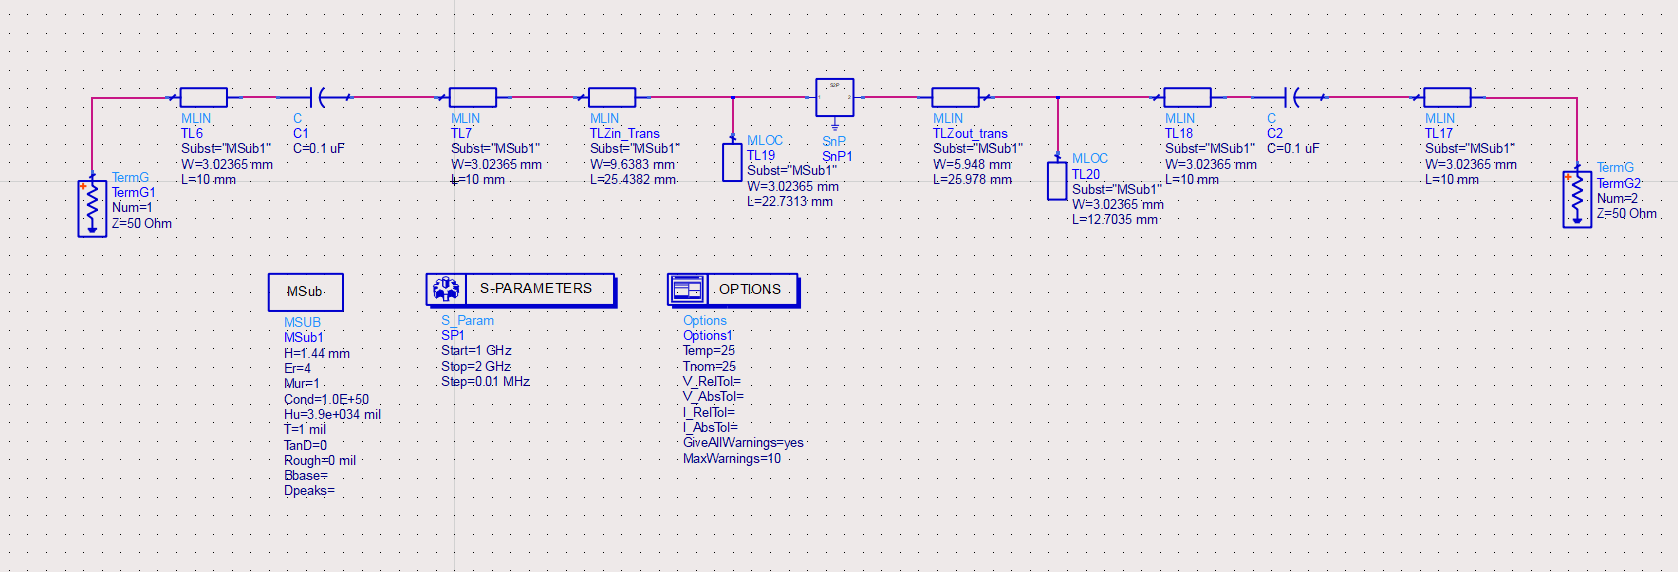 MLIN
TL6
Subst="MSub1"
W=3.02365 mm
L=10 mm
C
C1
C=0.1 uF
MLIN
TL7
Subst="MSub1"
W=3.02365 mm
L=10 mm
MLIN
TLZin_Trans
Subst="MSub1"
W=9.6383 mm
L=25.4382 mm
MLOC
TL19
Subst="MSub1"
W=3.02365 mm
L=22.7313 mm
S2P
1
2
SnP
SnP1
MLIN
TLZout_trans
Subst="MSub1"
W=5.948 mm
L=25.978 mm
MLOC
TL20
Subst="MSub1"
W=3.02365 mm
L=12.7035 mm
MLIN
TL18
Subst="MSub1"
W=3.02365 mm
L=10 mm
C
C2
C=0.1 uF
MLIN
TL17
Subst="MSub1"
W=3.02365 mm
L=10 mm
TermG
TermG1
Num=1
Z=50 Ohm
TermG
TermG2
Num=2
Z=50 Ohm
MSub
MSUB
MSub1
H=1.44 mm
Er=4
Mur=1
Cond=1.0E+50
Hu=3.9e+034 mil
T=1 mil
TanD=0
Rough=0 mil
Bbase=
Dpeaks=
S-PARAMETERS
S_Param
SP1
Start=1 GHz
Stop=2 GHz
Step=0.01 MHz
OPTIONS
Options
Options1
Temp=25
Tnom=25
V_RelTol=
V_AbsTol=
I_RelTol=
I_AbsTol=
GiveAllWarnings=yes
MaxWarnings=10